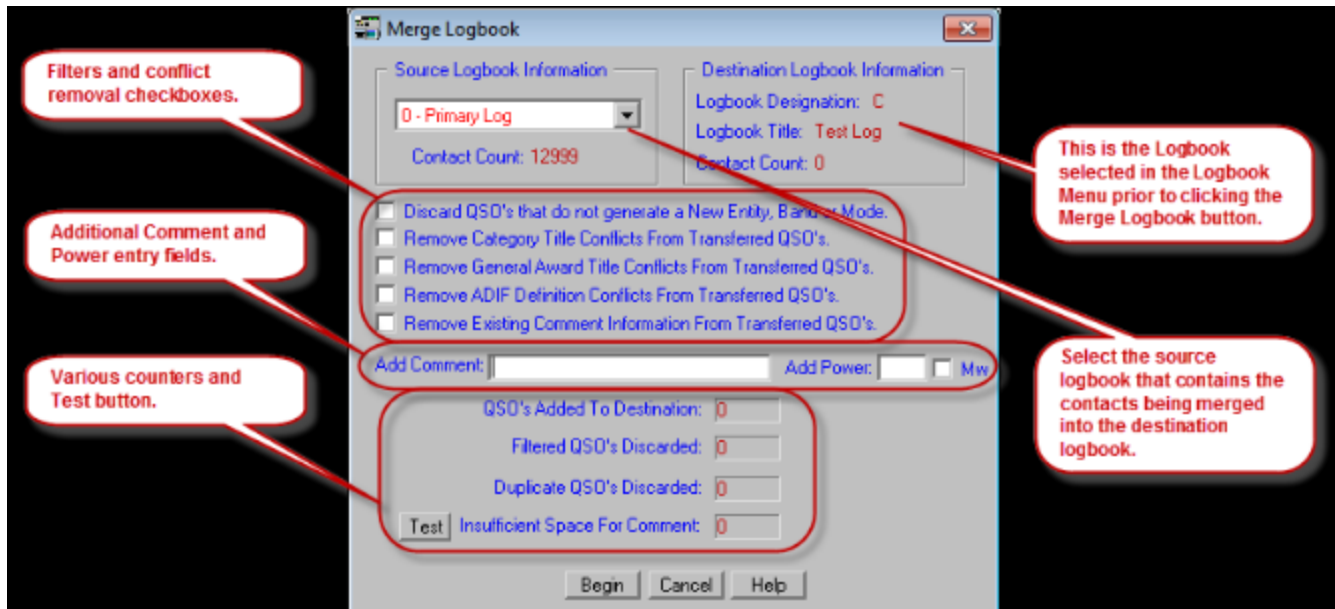 Merge Logbook
Filters and conflict
removal checkboxes.
Source Logbook Information
0 - Primary Log
Contact Count: 12999
Destination Logbook Information
Logbook Designation: C
Logbook Title: Test Log
Contact Count: 0
This is the Logbook
selected in the Logbook
Menu prior to clicking the
Merge Logbook button.
Discard QSO's that do not generate a New Entity, Band or Mode.
Remove Category Title Conflicts From Transferred QSO's.
Remove General Award Title Conflicts From Transferred QSO's.
Remove ADIF Definition Conflicts From Transferred QSO's.
Remove Existing Comment Information From Transferred QSO's.
Additional Comment and
Power entry fields.
Add Comment:
Add Power:
Mw
Select the source
logbook that contains the
contacts being merged
into the destination
logbook.
Various counters and
Test button.
QSO's Added To Destination: 0
Filtered QSO's Discarded: 0
Duplicate QSO's Discarded: 0
Test
Insufficient Space For Comment: 0
Begin
Cancel
Help